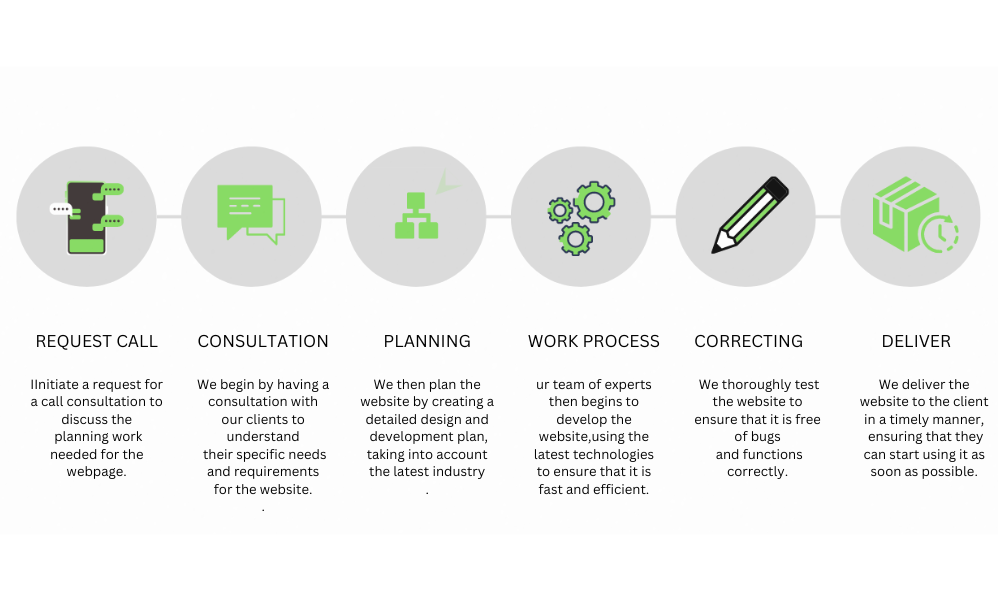 REQUEST CALL
IInitiate a request for
a call consultation to
discuss the
planning work
needed for the
webpage.
CONSULTATION
We begin by having a
consultation with
our clients to
understand
their specific needs
and requirements
for the website.
.
PLANNING
We then plan the
website by creating a
detailed design and
development plan,
taking into account
the latest industry
.
WORK PROCESS
ur team of experts
then begins to
develop the
website,using the
latest technologies
to ensure that it is
fast and efficient.
CORRECTING
We thoroughly test
the website to
ensure that it is free
of bugs
and functions
correctly.
DELIVER
We deliver the
website to the client
in a timely manner,
ensuring that they
can start using it as
soon as possible.